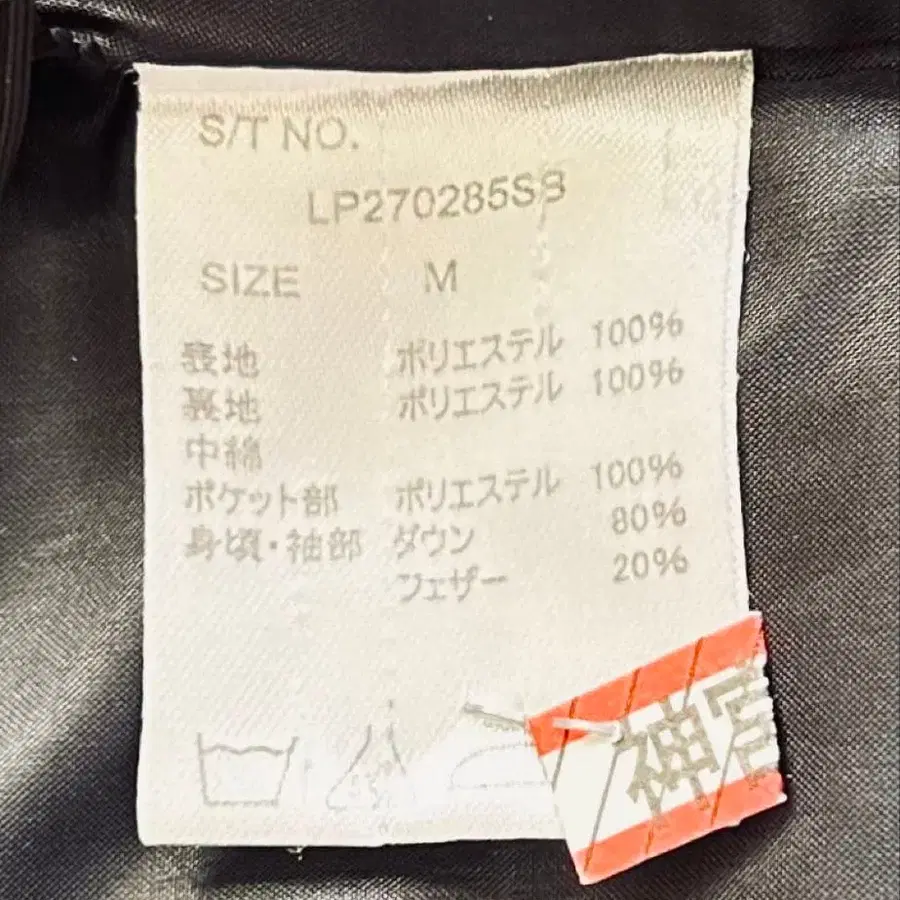 S/T NO.
LP270285SB
SIZE M
表地 ポリエステル 100%
裏地 ポリエステル 100%
中綿
ポケット部 ポリエステル 100%
身頃・袖部 ダウン 80%
フェザー 20%
神